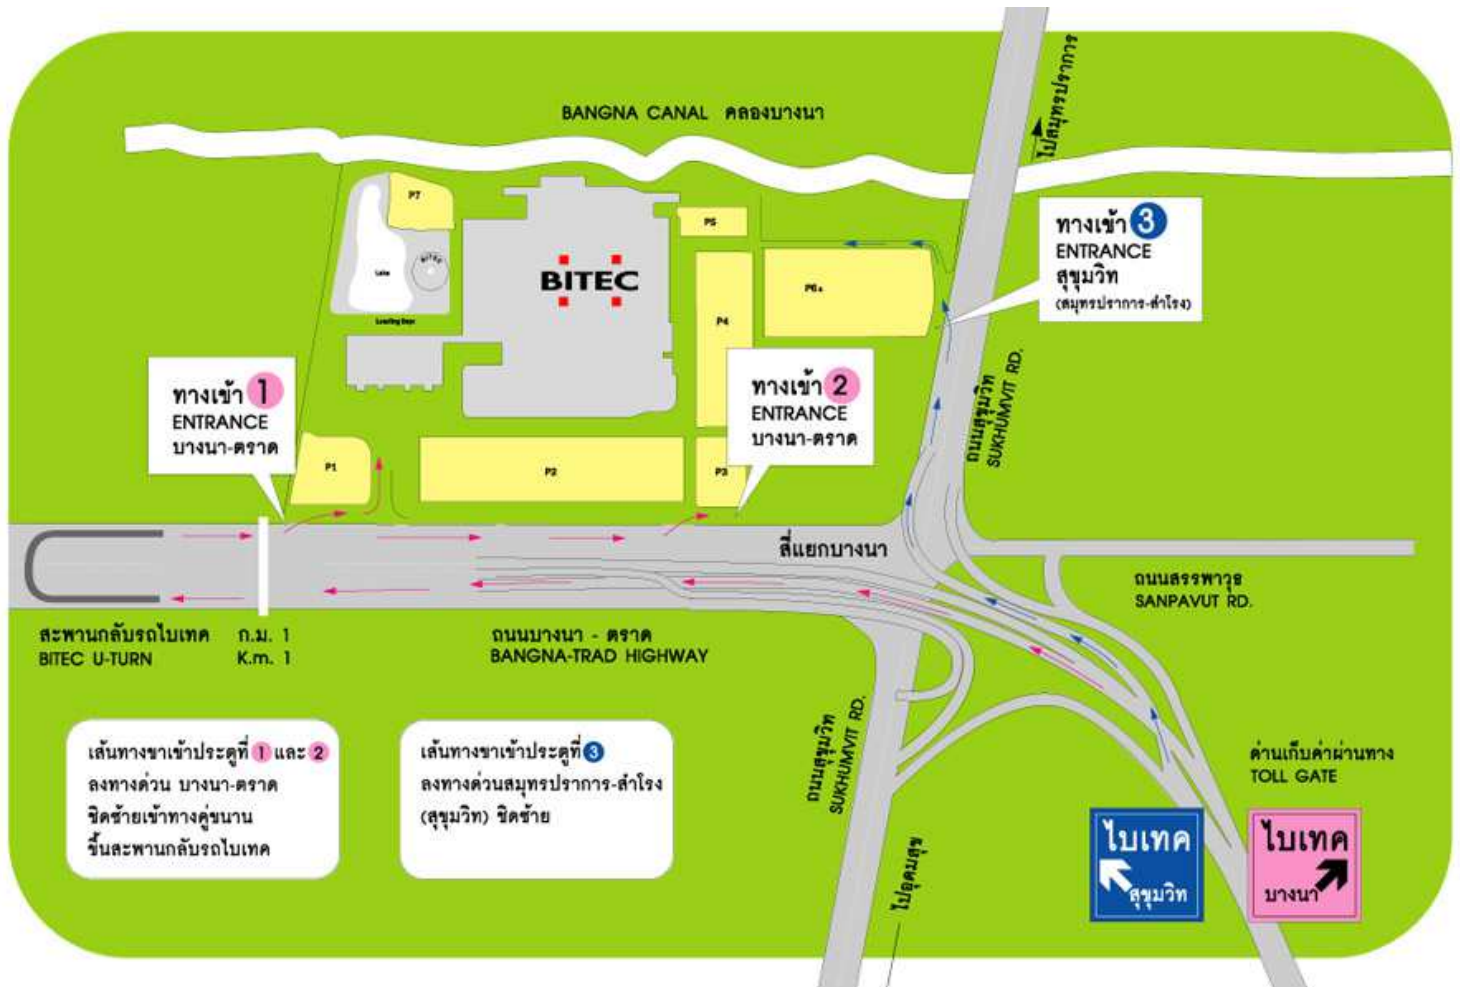 BANGNA CANAL คลองบางนา
ไปสมุทรปราการ
P7
P5
BITEC
Lake
BITEC
P6a
Loading Bays
P4
ทางเข้า 3
ENTRANCE
สุขุมวิท
(สมุทรปราการ-สำโรง)
ทางเข้า 1
ENTRANCE
บางนา-ตราด
ทางเข้า 2
ENTRANCE
บางนา-ตราด
ถนนสุขุมวิท
SUKHUMVIT RD.
P1
P2
P3
สี่แยกบางนา
ถนนสรรพาวุธ
SANPAVUT RD.
สะพานกลับรถไบเทค
BITEC U-TURN
ก.ม. 1
K.m. 1
ถนนบางนา - ตราด
BANGNA-TRAD HIGHWAY
ถนนสุขุมวิท
SUKHUMVIT RD.
เส้นทางขาเข้าประตูที่ 1 และ 2
ลงทางด่วน บางนา-ตราด
ชิดซ้ายเข้าทางคู่ขนาน
ขึ้นสะพานกลับรถไบเทค
เส้นทางขาเข้าประตูที่ 3
ลงทางด่วนสมุทรปราการ-สำโรง
(สุขุมวิท) ชิดซ้าย
ด่านเก็บค่าผ่านทาง
TOLL GATE
ไปอุดมสุข
ไบเทค
สุขุมวิท
ไบเทค
บางนา